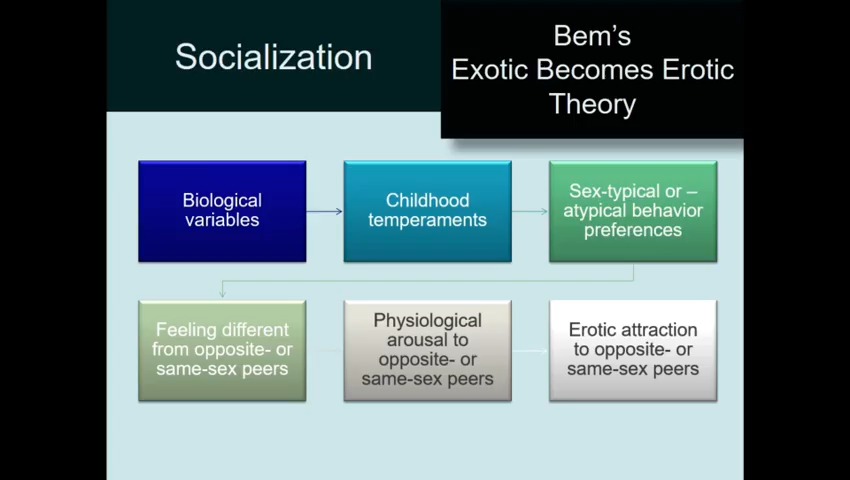 Socialization
Bem's
Exotic Becomes Erotic
Theory
Biological
variables
Childhood
temperaments
Sex-typical or –
atypical behavior
preferences
Feeling different
from opposite- or
same-sex peers
Physiological
arousal to
opposite- or
same-sex peers
Erotic attraction
to opposite- or
same-sex peers